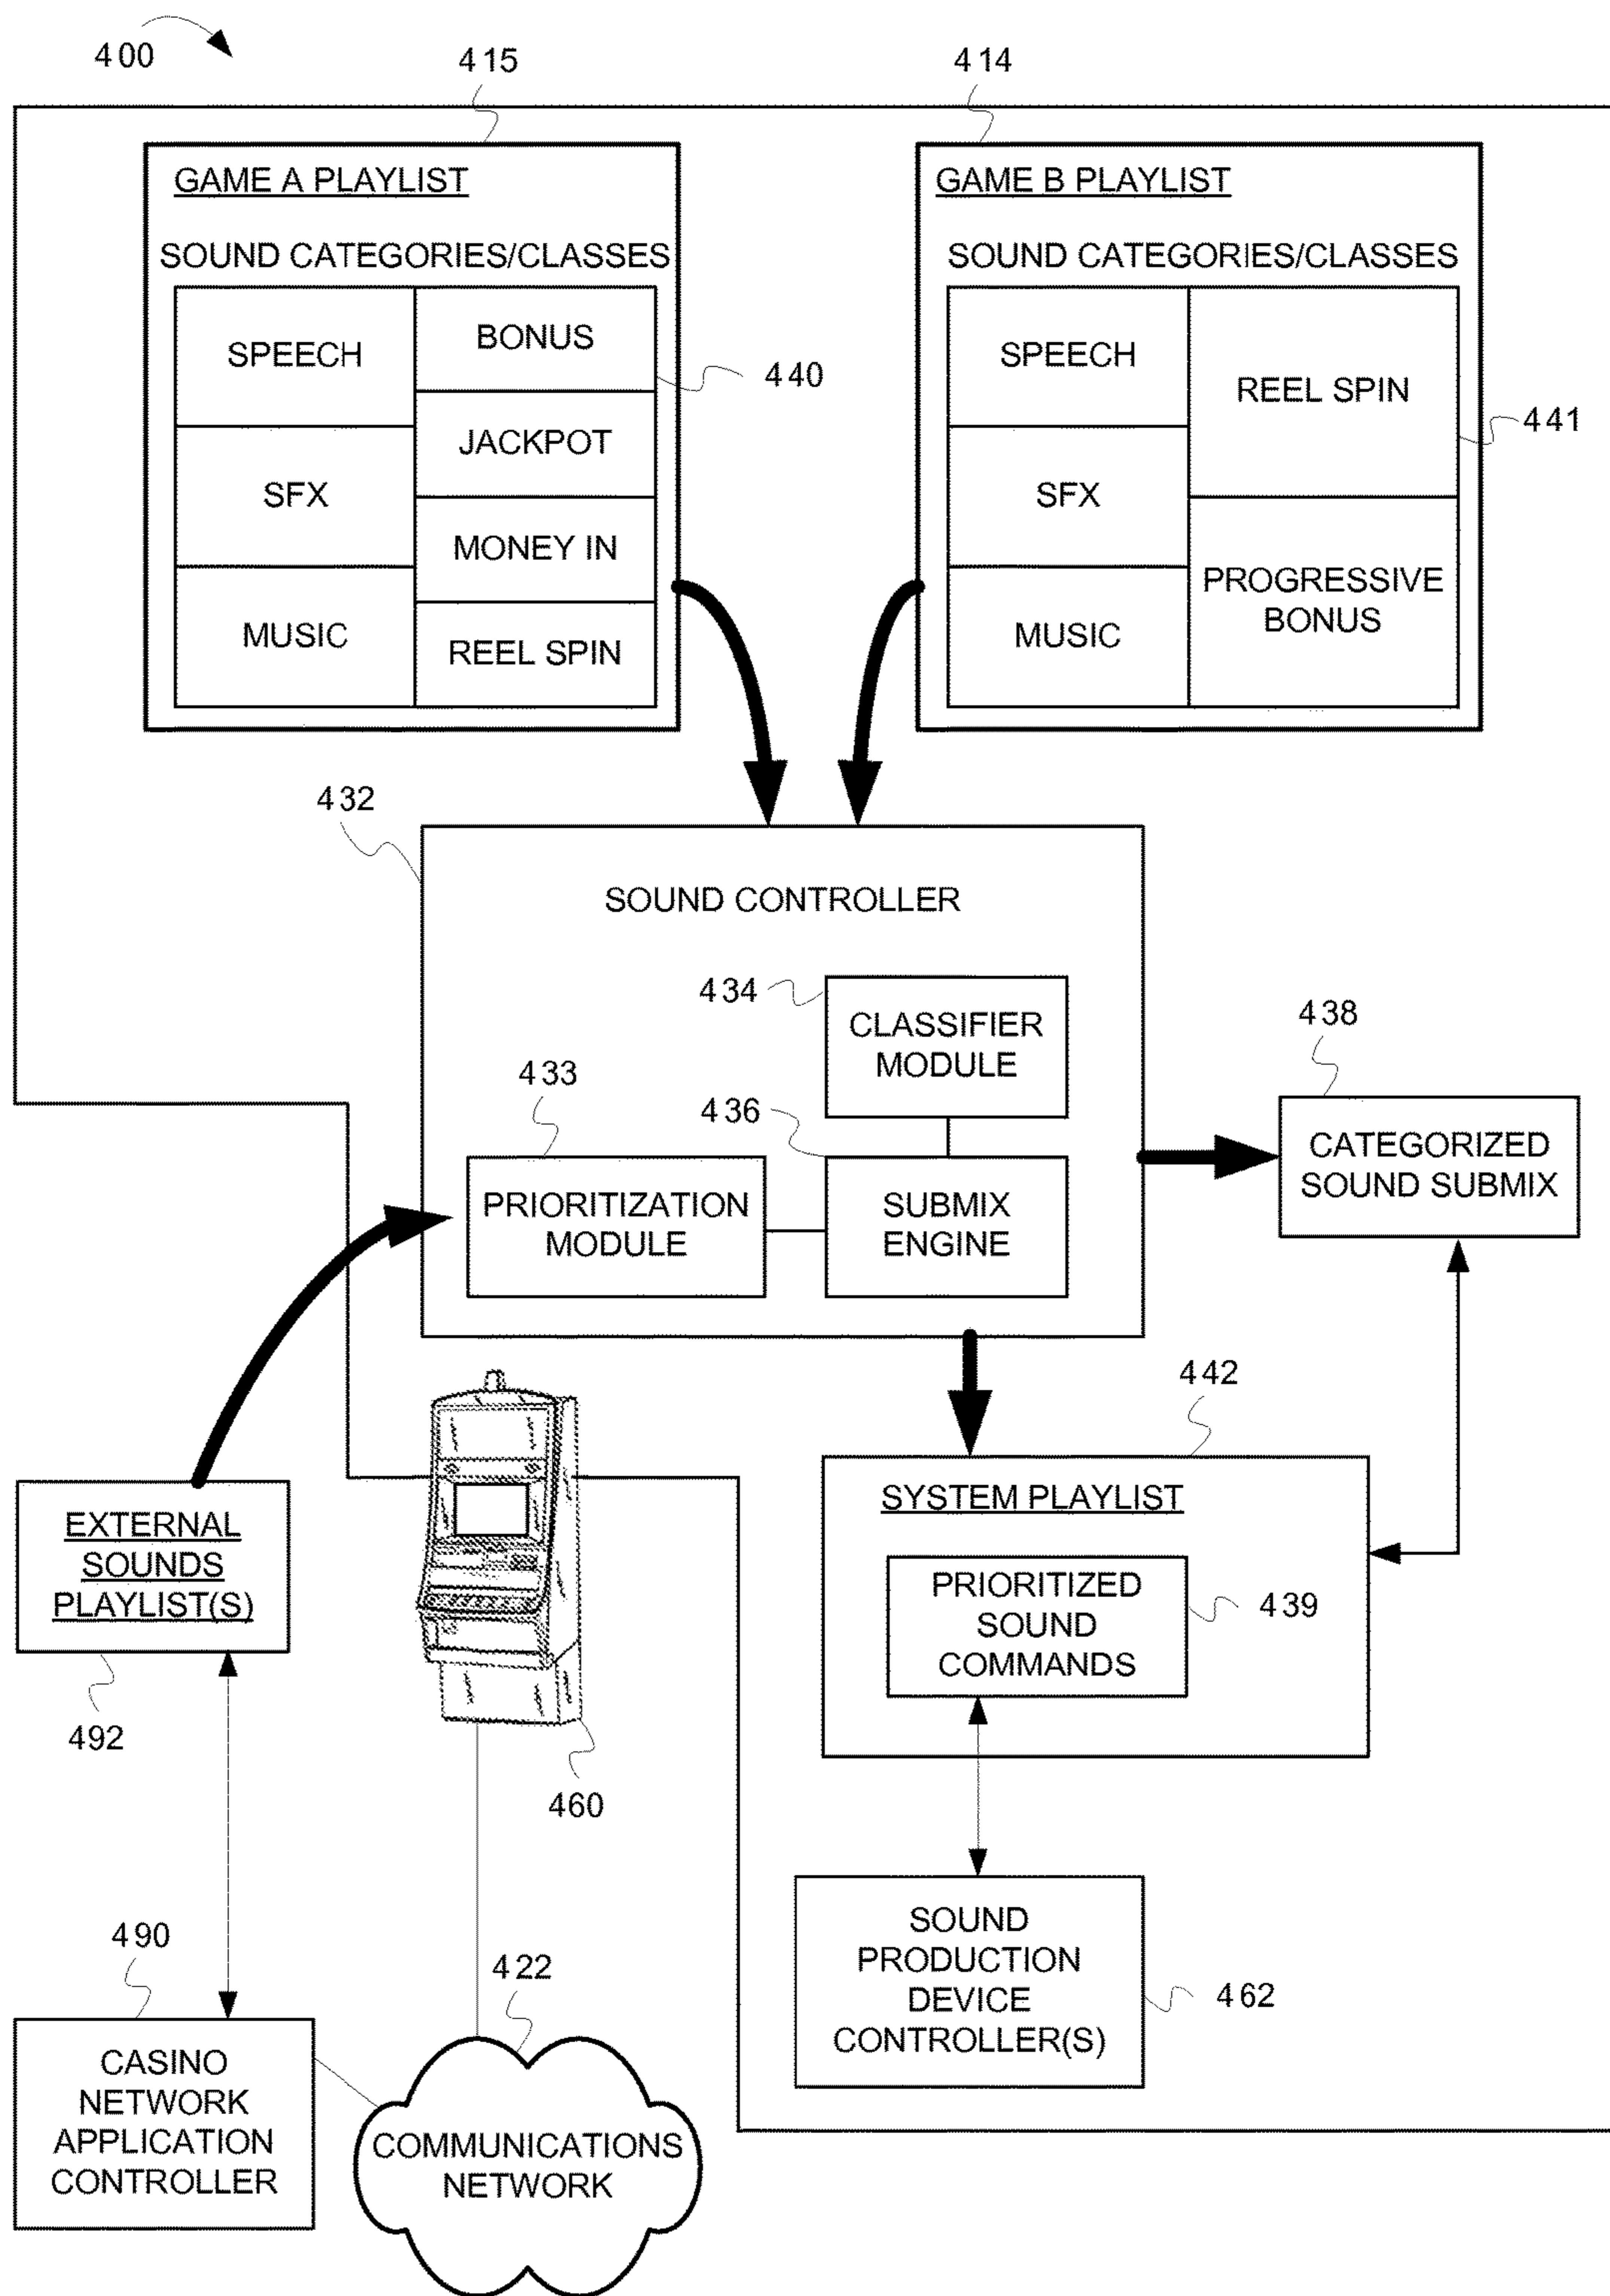 400
415
414
GAME A PLAYLIST
SOUND CATEGORIES/CLASSES
SPEECH
SFX
MUSIC
BONUS
JACKPOT
MONEY IN
REEL SPIN
440
GAME B PLAYLIST
SOUND CATEGORIES/CLASSES
SPEECH
SFX
MUSIC
REEL SPIN
PROGRESSIVE
BONUS
441
432
SOUND CONTROLLER
434
CLASSIFIER
MODULE
433
436
PRIORITIZATION
MODULE
SUBMIX
ENGINE
438
CATEGORIZED
SOUND SUBMIX
442
SYSTEM PLAYLIST
PRIORITIZED
SOUND
COMMANDS
439
EXTERNAL
SOUNDS
PLAYLIST(S)
492
460
SOUND
PRODUCTION
DEVICE
CONTROLLER(S)
462
490
422
CASINO
NETWORK
APPLICATION
CONTROLLER
COMMUNICATIONS
NETWORK